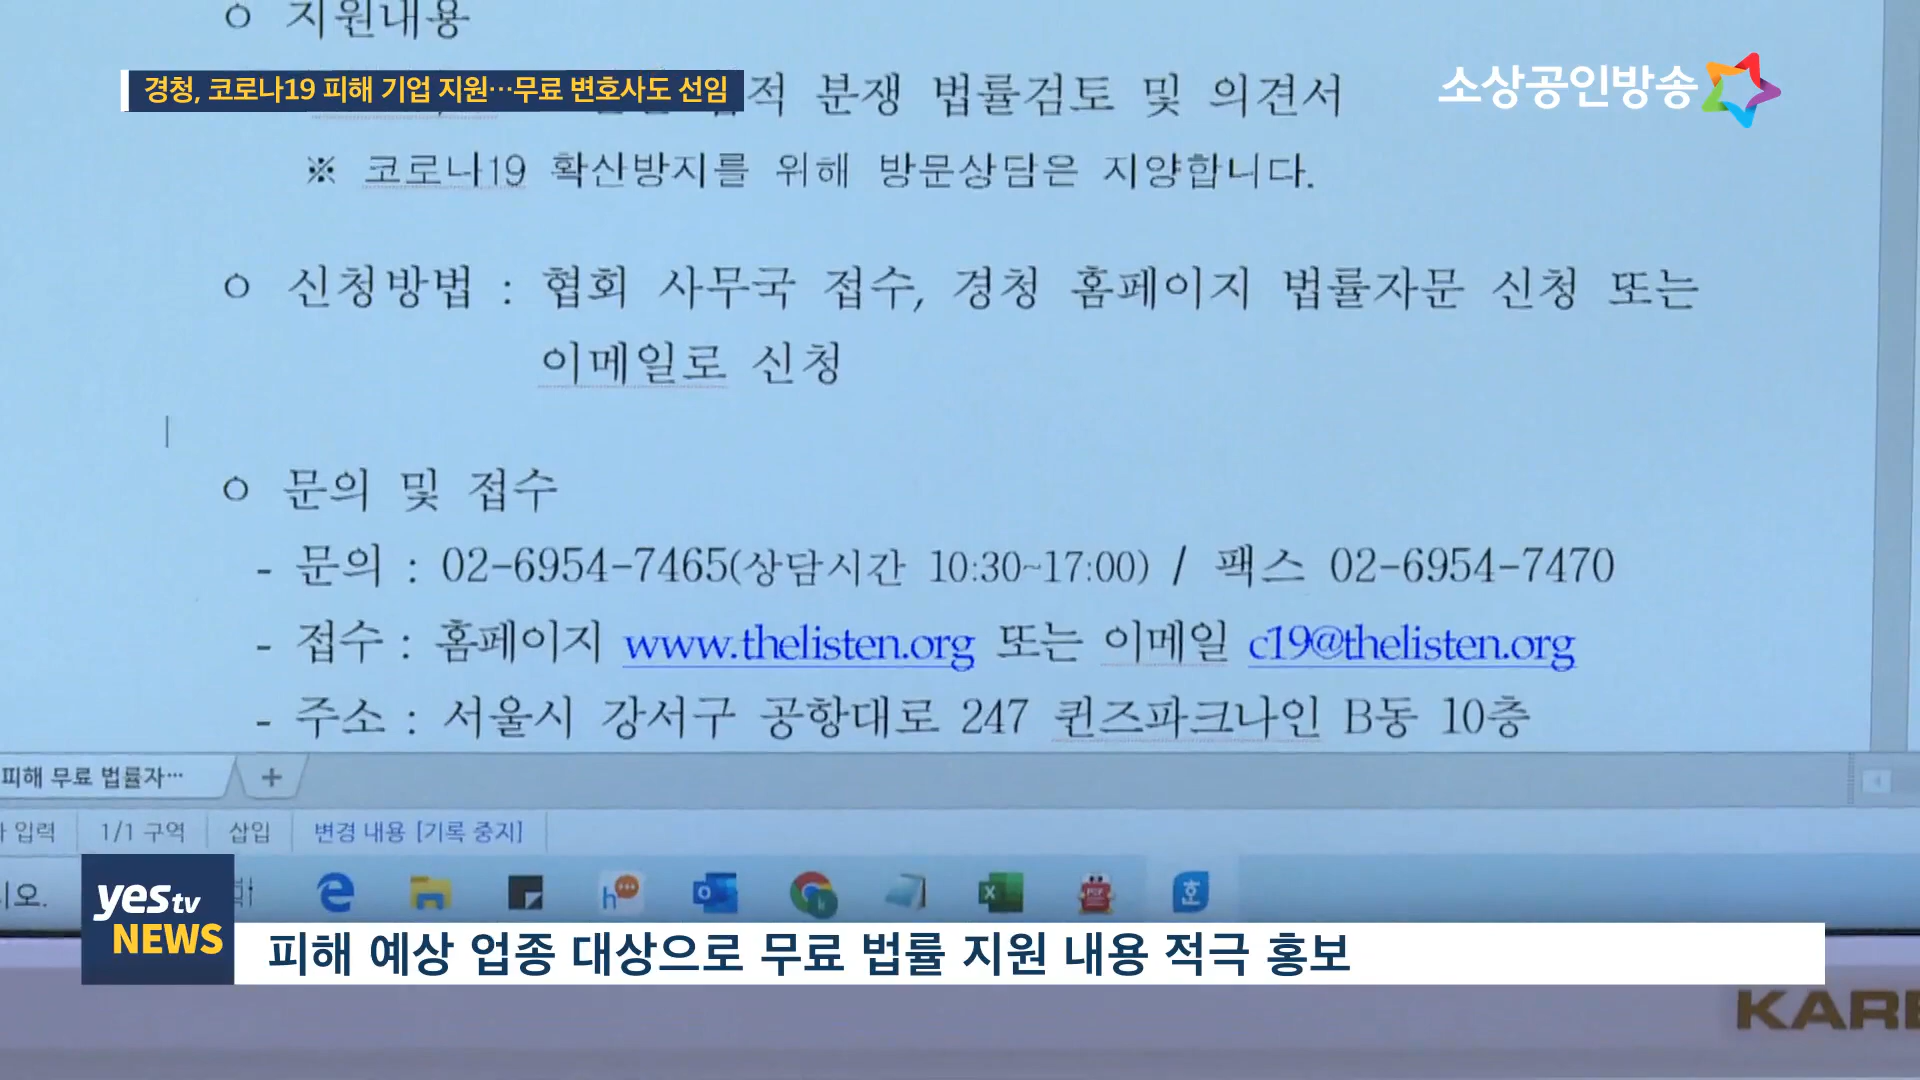 ㅇ 지원내용
경청, 코로나19 피해 기업 지원…무료 변호사도 선임
적 분쟁 법률검토 및 의견서
소상공인방송
※ 코로나19 확산방지를 위해 방문상담은 지양합니다.
ㅇ 신청방법 : 협회 사무국 접수, 경청 홈페이지 법률자문 신청 또는
이메일로 신청
ㅇ 문의 및 접수
- 문의 : 02-6954-7465(상담시간 10:30~17:00) / 팩스 02-6954-7470
- 접수 : 홈페이지 www.thelisten.org 또는 이메일 c19@thelisten.org
- 주소 : 서울시 강서구 공항대로 247 퀸즈파크나인 B동 10층
피해 무료 법률자…
입력 1/1 구역 삽입 변경 내용 [기록 중지]
시오.
yestv
NEWS
피해 예상 업종 대상으로 무료 법률 지원 내용 적극 홍보